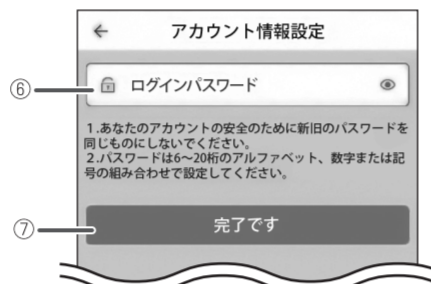 ← アカウント情報設定
⑥ ログインパスワード
1.あなたのアカウントの安全のために新旧のパスワードを
同じものにしないでください。
2.パスワードは6〜20桁のアルファベット、数字または記
号の組み合わせで設定してください。
⑦ 完了です